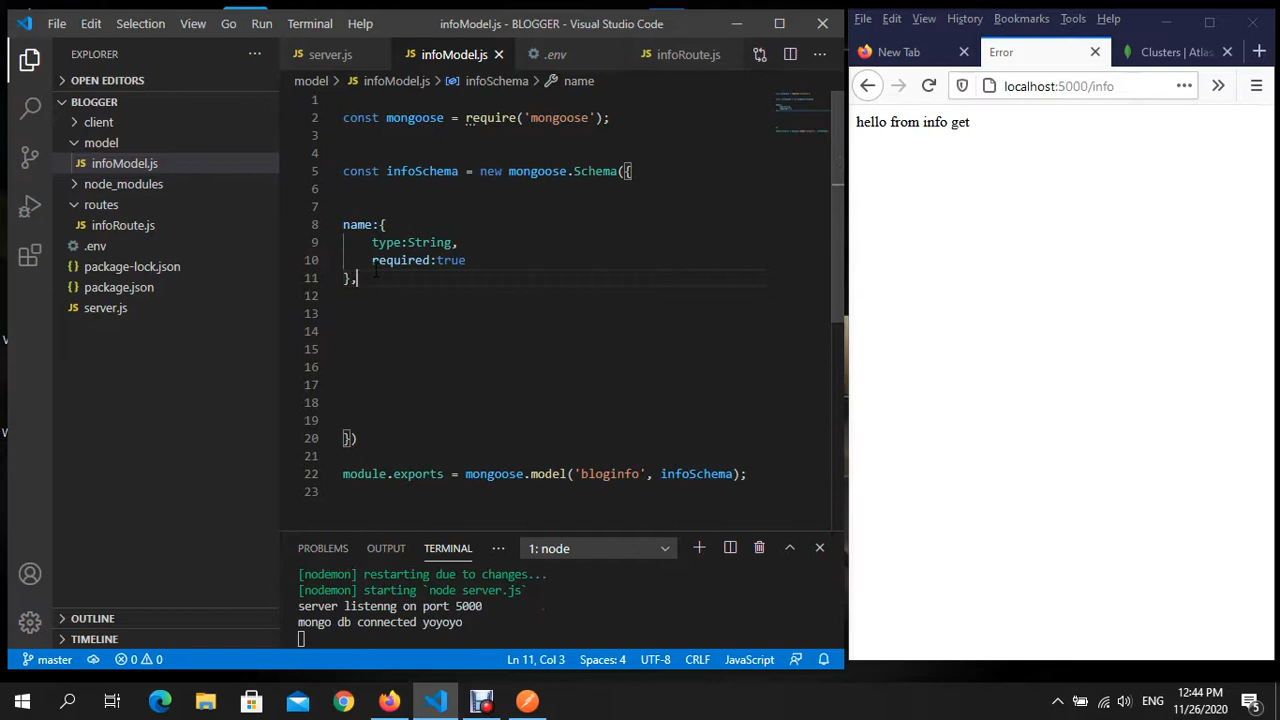 File Edit Selection View Go Run Terminal Help infoModel.js - BLOGGER - Visual Studio Code
File Edit View History Bookmarks Tools Help
EXPLORER
server.js
infoModel.js
.env
infoRoute.js
New Tab
Error
Clusters | Atlas
OPEN EDITORS
model > infoModel.js > infoSchema > name
localhost:5000/info
BLOGGER
client
model
infoModel.js
node_modules
routes
infoRoute.js
.env
package-lock.json
package.json
server.js
OUTLINE
TIMELINE
1
2 const mongoose = require('mongoose');
3
4
5 const infoSchema = new mongoose.Schema({
6
7
8 name:{
9 type:String,
10 required:true
11 },
12
13
14
15
16
17
18
19
20 })
21
22 module.exports = mongoose.model('bloginfo', infoSchema);
23
PROBLEMS OUTPUT TERMINAL 1: node
[nodemon] restarting due to changes...
[nodemon] starting `node server.js`
server listenng on port 5000
mongo db connected yoyoyo
hello from info get
master 0 0 Ln 11, Col 3 Spaces: 4 UTF-8 CRLF JavaScript
ENG
12:44 PM
11/26/2020
5